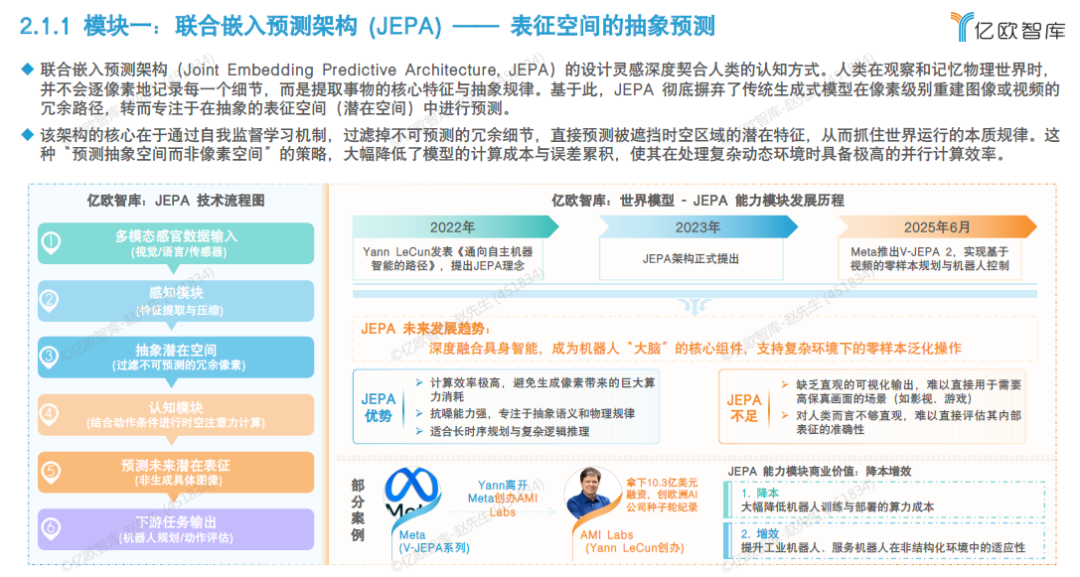 2.1.1 模块一：联合嵌入预测架构 (JEPA) —— 表征空间的抽象预测
亿欧智库
联合嵌入预测架构（Joint Embedding Predictive Architecture, JEPA）的设计灵感深度契合人类的认知方式。人类在观察和记忆物理世界时，
并不会逐像素地记录每一个细节，而是提取事物的核心特征与抽象规律。基于此，JEPA 彻底摒弃了传统生成式模型在像素级别重建图像或视频的
冗余路径，转而专注于在抽象的表征空间（潜在空间）中进行预测。
该架构的核心在于通过自我监督学习机制，过滤掉不可预测的冗余细节，直接预测被遮挡时空区域的潜在特征，从而抓住世界运行的本质规律。这
种“预测抽象空间而非像素空间”的策略，大幅降低了模型的计算成本与误差累积，使其在处理复杂动态环境时具备极高的并行计算效率。
亿欧智库：JEPA 技术流程图
1
多模态感官数据输入
(视觉/语言/传感器)
2
感知模块
(特征提取与压缩)
3
抽象潜在空间
(过滤不可预测的冗余像素)
4
认知模块
(结合动作条件进行时空注意力计算)
5
预测未来潜在表征
(非生成具体图像)
6
下游任务输出
(机器人规划/动作评估)
亿欧智库：世界模型 - JEPA 能力模块发展历程
2022年
Yann LeCun发表《通向自主机器
智能的路径》，提出JEPA理念
2023年
JEPA架构正式提出
2025年6月
Meta推出V-JEPA 2，实现基于
视频的零样本规划与机器人控制
JEPA 未来发展趋势：
深度融合具身智能，成为机器人“大脑”的核心组件，支持复杂环境下的零样本泛化操作
JEPA
优势
计算效率极高，避免生成像素带来的巨大算
力消耗
抗噪能力强，专注于抽象语义和物理规律
适合长时序规划与复杂逻辑推理
JEPA
不足
缺乏直观的可视化输出，难以直接用于需要
高保真画面的场景（如影视、游戏）
对人类而言不够直观，难以直接评估其内部
表征的准确性
部分案例
Meta
Meta
(V-JEPA系列)
Yann离开
Meta创办AMI
Labs
拿下10.3亿美元
融资，创欧洲AI
公司种子轮纪录
AMI Labs
(Yann LeCun创办)
JEPA 能力模块商业价值：降本增效
1. 降本
大幅降低机器人训练与部署的算力成本
2. 增效
提升工业机器人、服务机器人在非结构化环境中的适应性
©亿欧智库-赵先生 (451834)